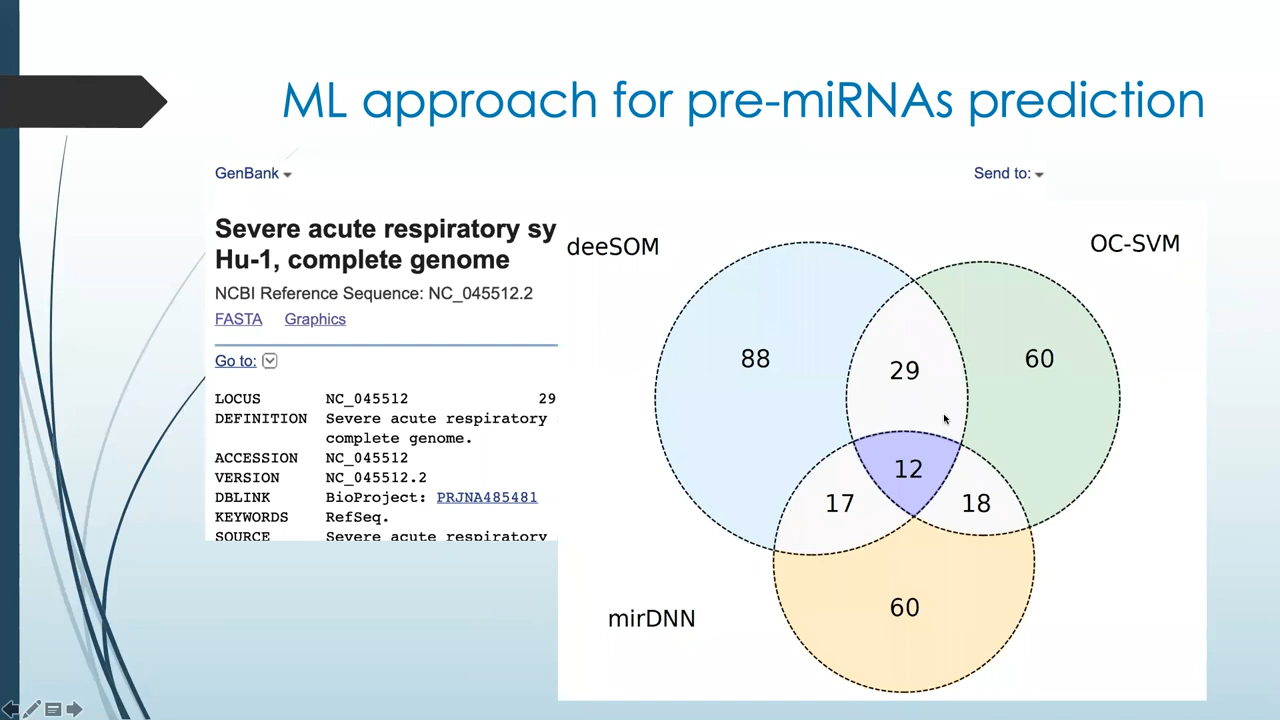 ML approach for pre-miRNAs prediction
GenBank
Send to:
Severe acute respiratory sy
Hu-1, complete genome
NCBI Reference Sequence: NC_045512.2
FASTA Graphics
Go to:
LOCUS NC_045512 29
DEFINITION Severe acute respiratory
complete genome.
ACCESSION NC_045512
VERSION NC_045512.2
DBLINK BioProject: PRJNA485481
KEYWORDS RefSeq.
SOURCE Severe acute respiratory
deeSOM
OC-SVM
88
29
60
12
17
18
60
mirDNN